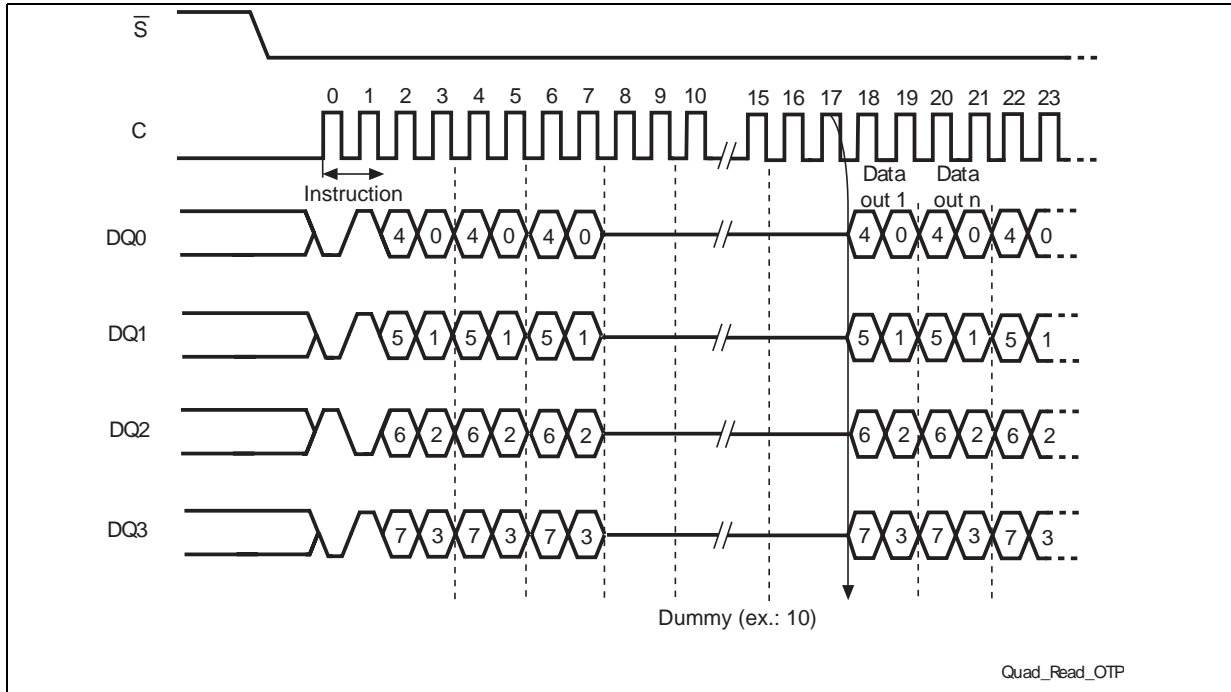 S
0 1 2 3 4 5 6 7 8 9 10 15 16 17 18 19 20 21 22 23
C
Instruction
Data out 1
Data out n
DQ0 4 0 4 0 4 0 4 0 4 0 4 0
DQ1 5 1 5 1 5 1 5 1 5 1 5 1
DQ2 6 2 6 2 6 2 6 2 6 2 6 2
DQ3 7 3 7 3 7 3 7 3 7 3 7 3
Dummy (ex.: 10)
Quad_Read_OTP